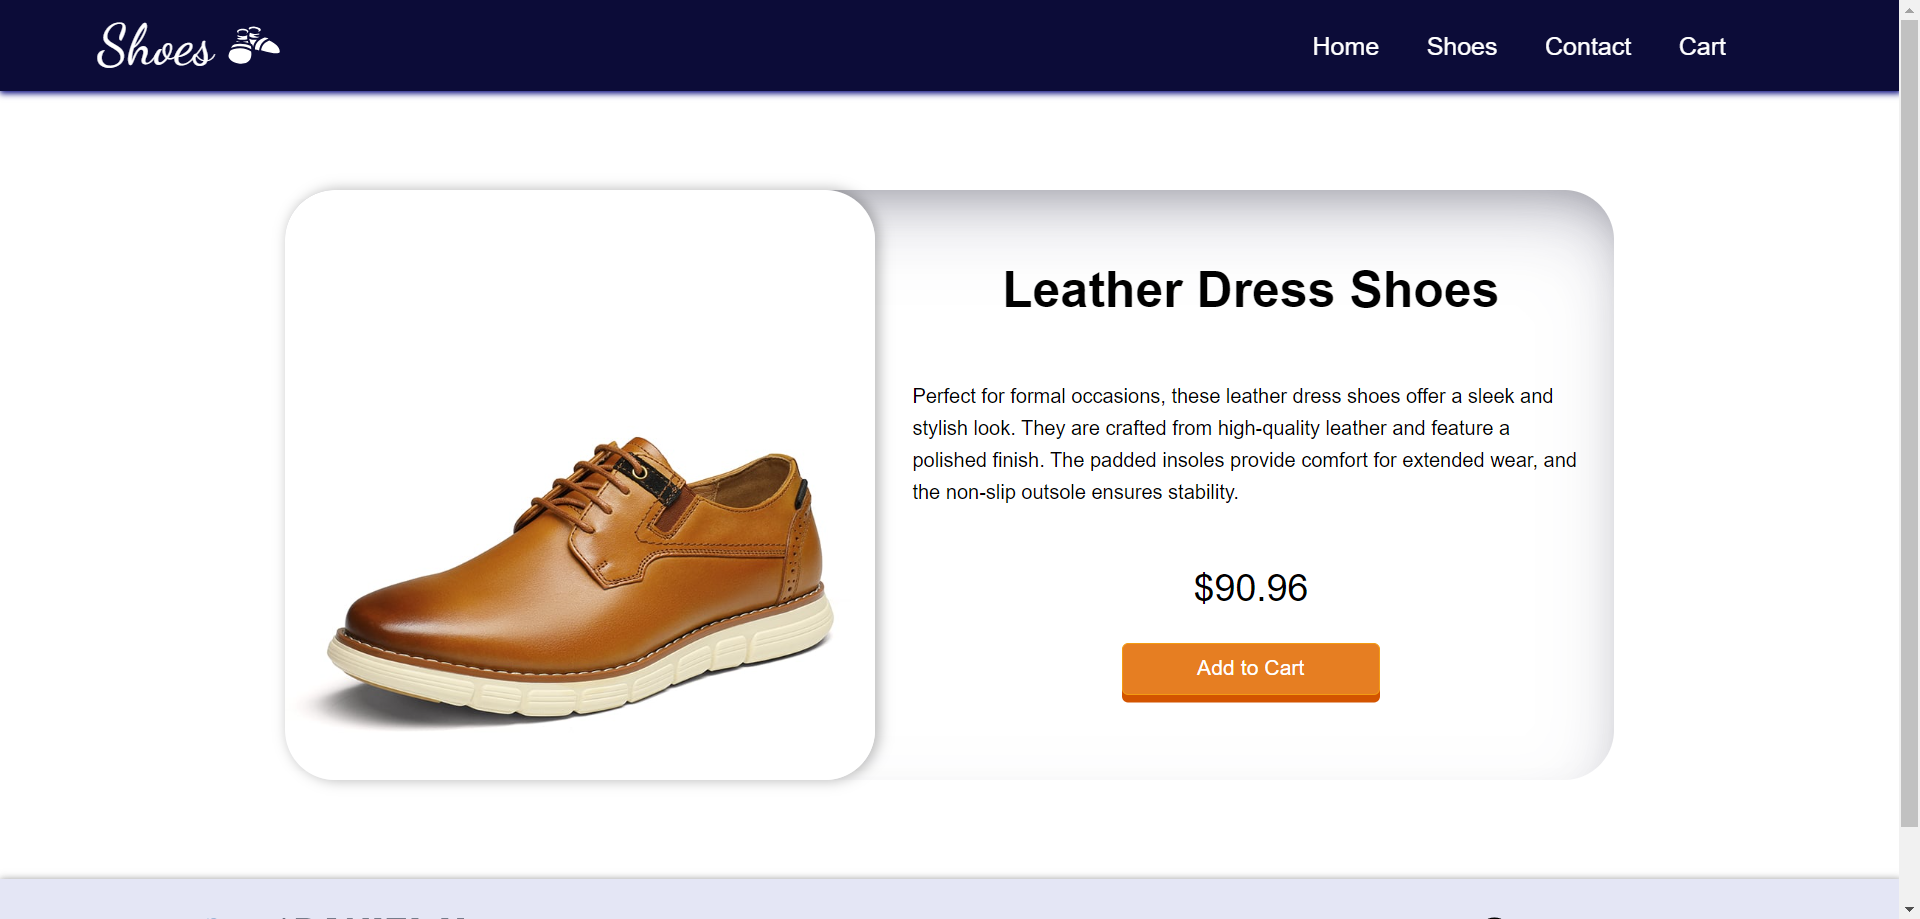 Shoes
Home Shoes Contact Cart
Leather Dress Shoes
Perfect for formal occasions, these leather dress shoes offer a sleek and
stylish look. They are crafted from high-quality leather and feature a
polished finish. The padded insoles provide comfort for extended wear, and
the non-slip outsole ensures stability.
$90.96
Add to Cart